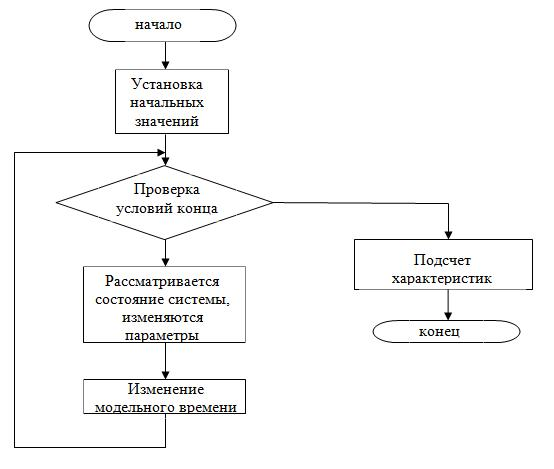 начало
Установка
начальных
значений
Проверка
условий конца
Рассматривается
состояние системы,
изменяются
параметры
Изменение
модельного времени
Подсчет
характеристик
конец